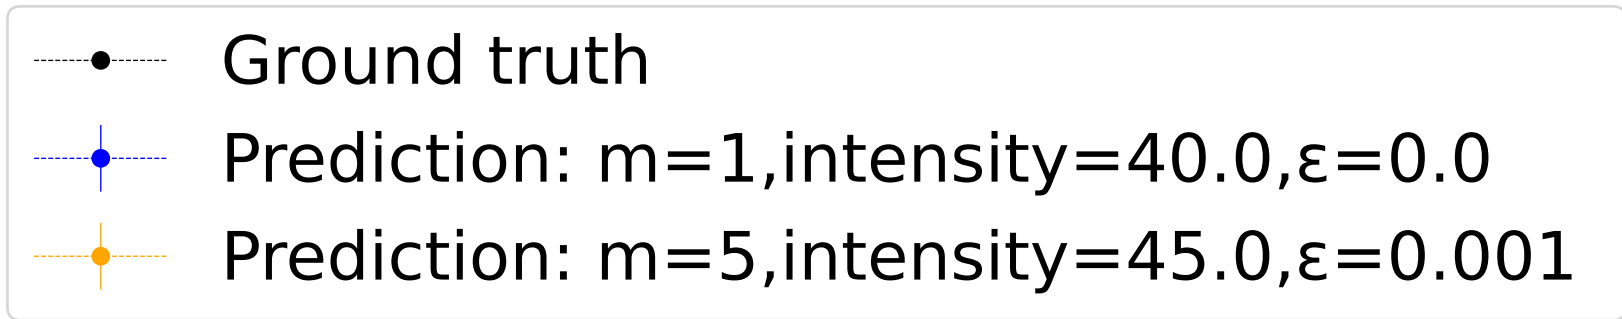 Ground truth
Prediction: m=1,intensity=40.0,ε=0.0
Prediction: m=5,intensity=45.0,ε=0.001